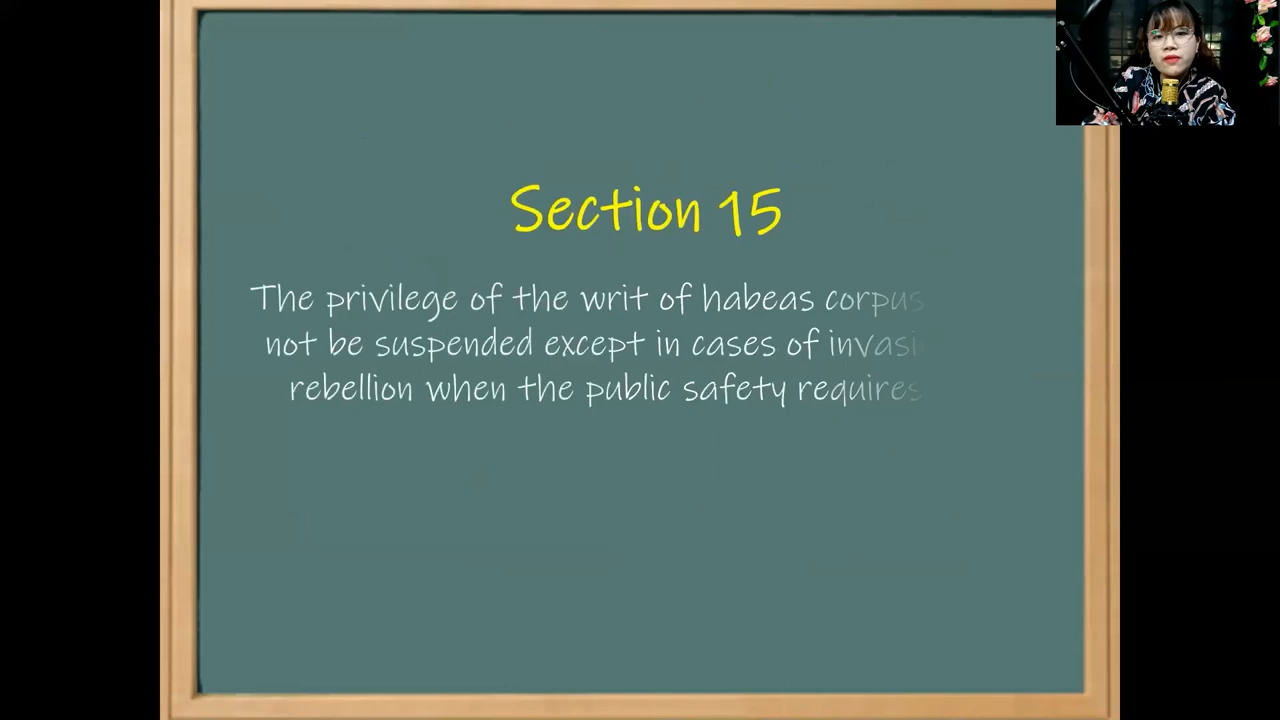 Section 15
The privilege of the writ of habeas corpus
not be suspended except in cases of
rebellion when the public safety requires